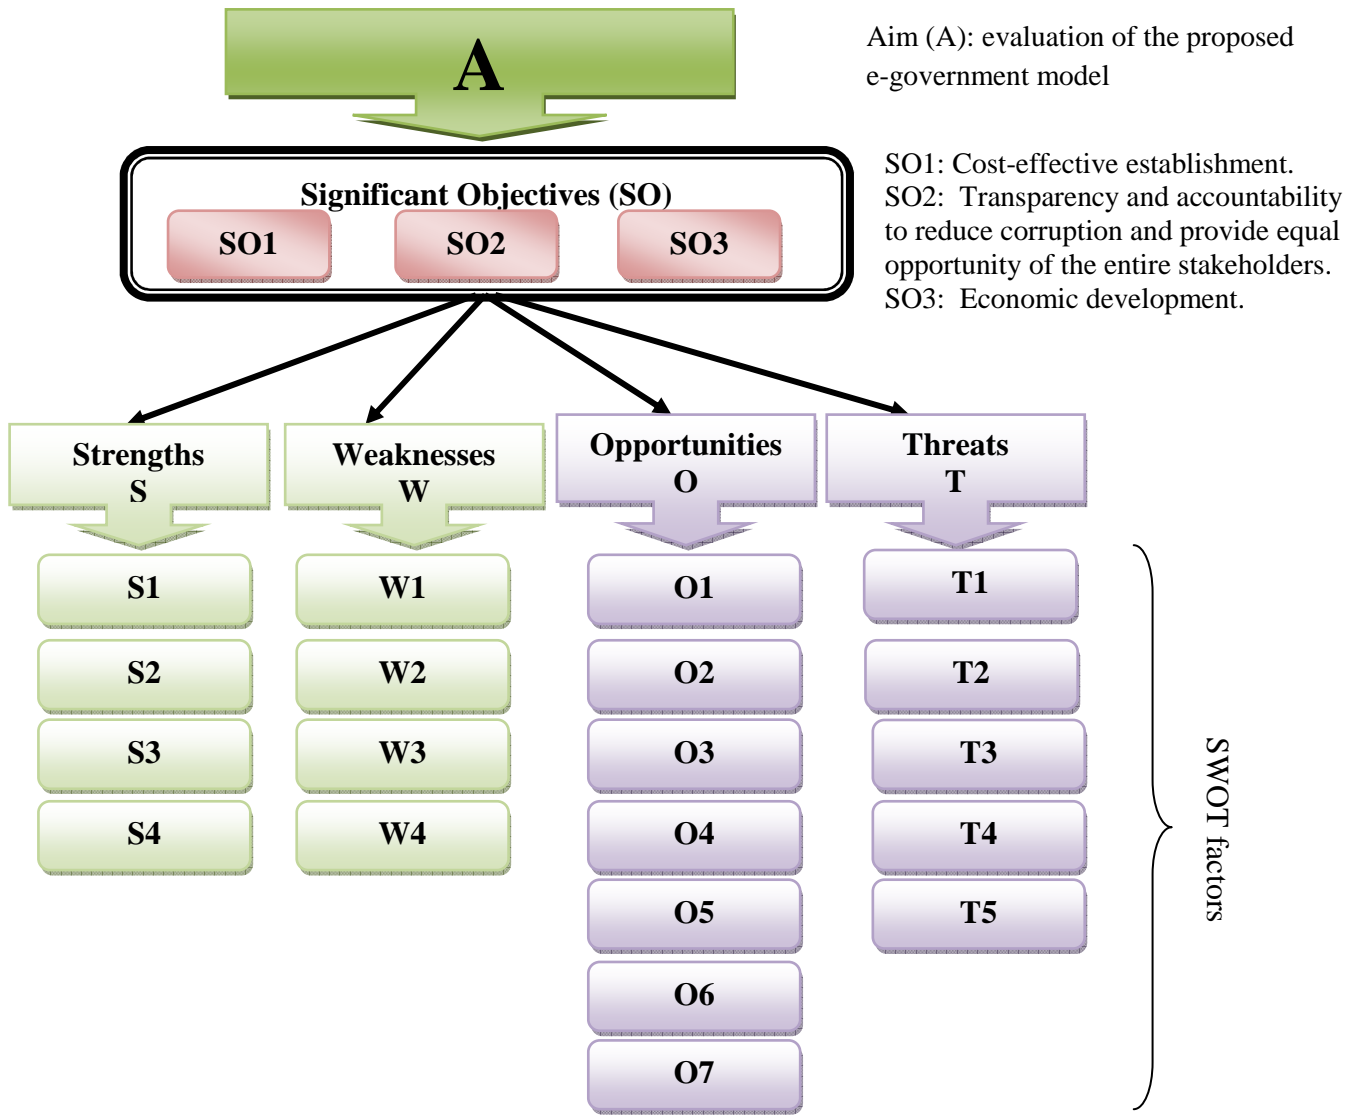 A
Aim (A): evaluation of the proposed
e-government model
Significant Objectives (SO)
SO1
SO2
SO3
SO1: Cost-effective establishment.
SO2: Transparency and accountability
to reduce corruption and provide equal
opportunity of the entire stakeholders.
SO3: Economic development.
Strengths
S
Weaknesses
W
Opportunities
O
Threats
T
S1
S2
S3
S4
W1
W2
W3
W4
O1
O2
O3
O4
O5
O6
O7
T1
T2
T3
T4
T5
SWOT factors